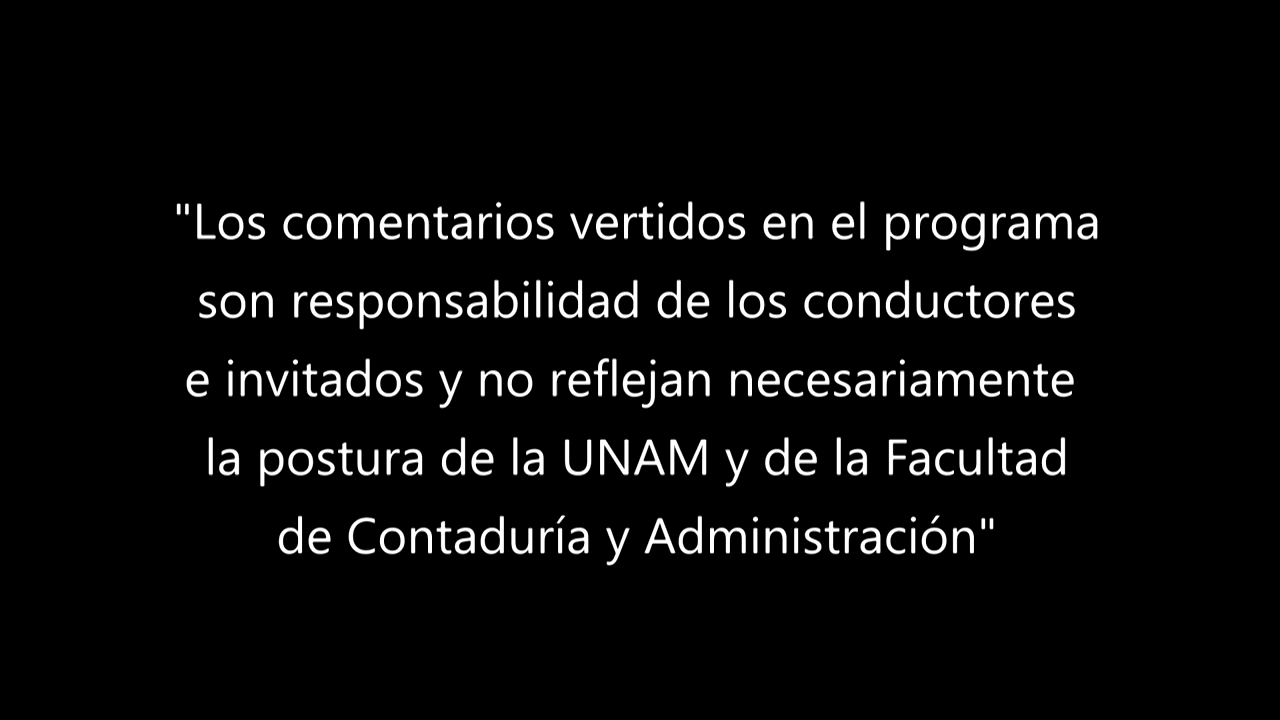 "Los comentarios vertidos en el programa
son responsabilidad de los conductores
e invitados y no reflejan necesariamente
la postura de la UNAM y de la Facultad
de Contaduría y Administración"